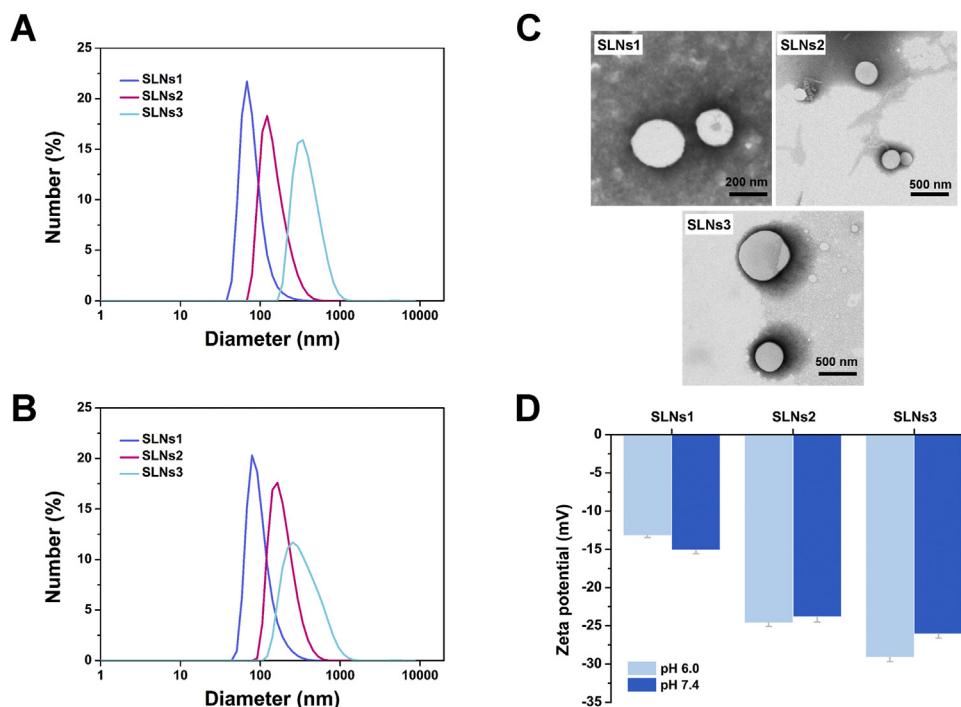 A
25
20
15
10
5
0
Number (%)
SLNs1
SLNs2
SLNs3
1
10
100
1000
10000
Diameter (nm)
B
25
20
15
10
5
0
Number (%)
SLNs1
SLNs2
SLNs3
1
10
100
1000
10000
Diameter (nm)
C
SLNs1
200 nm
SLNs2
500 nm
SLNs3
500 nm
D
SLNs1
SLNs2
SLNs3
0
-5
-10
-15
-20
-25
-30
-35
Zeta potential (mV)
pH 6.0
pH 7.4